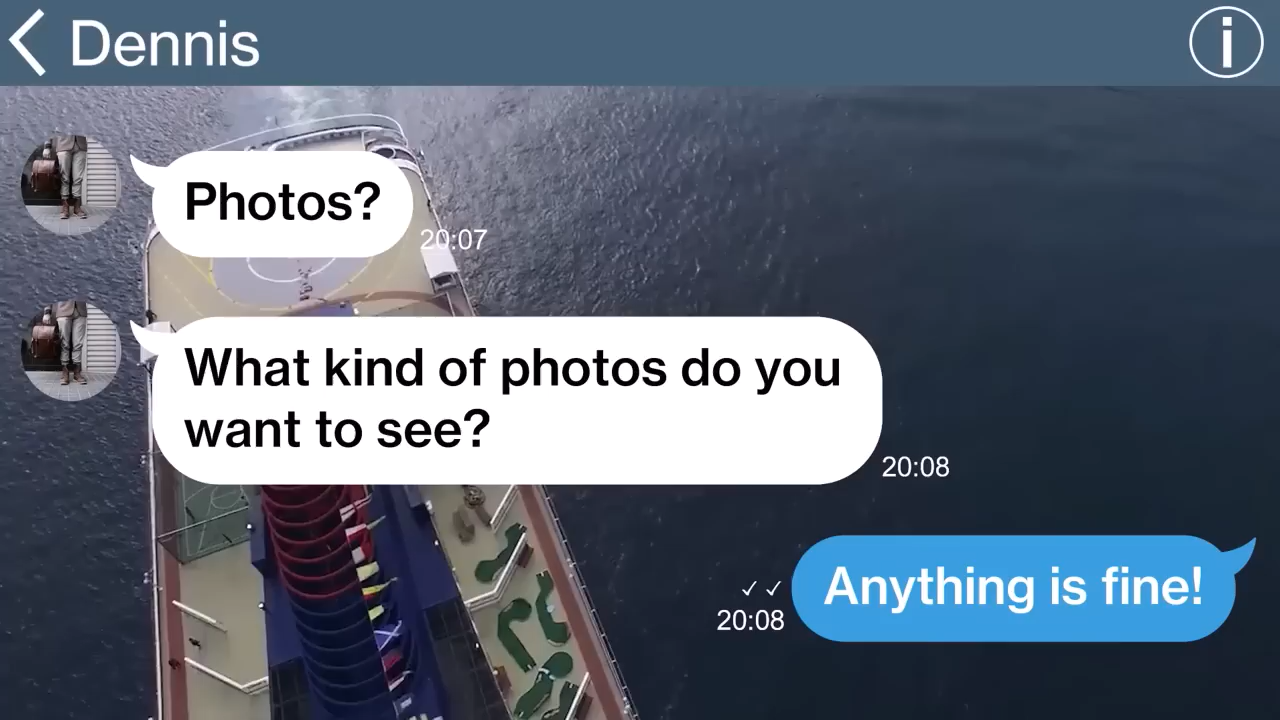 Dennis
Photos?
20:07
What kind of photos do you
want to see?
20:08
Anything is fine!
20:08